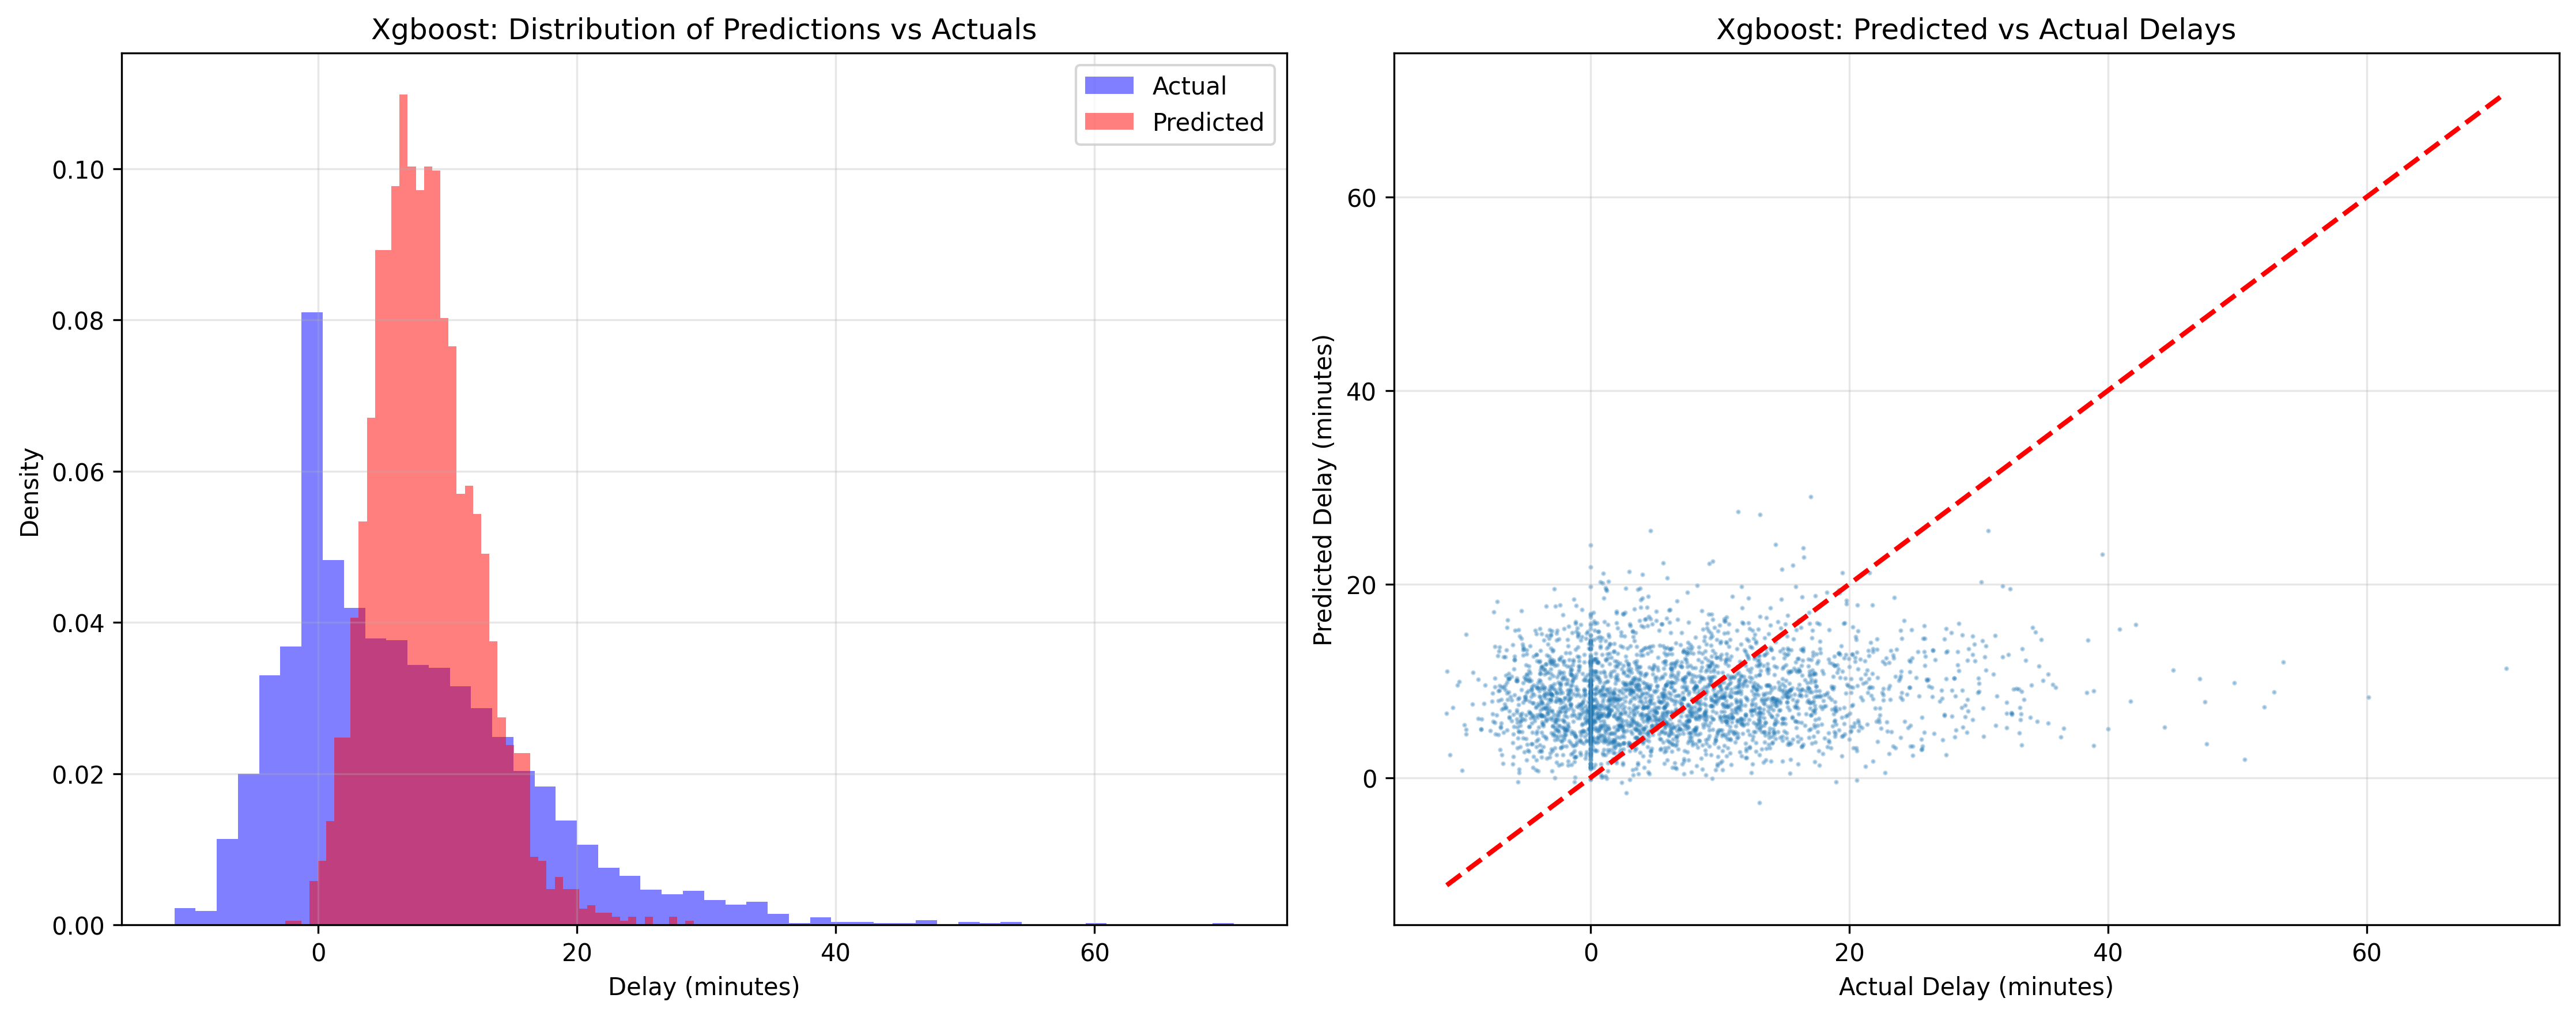 Xgboost: Distribution of Predictions vs Actuals
Actual
Predicted
Density
0.10
0.08
0.06
0.04
0.02
0.00
0
20
40
60
Delay (minutes)
Xgboost: Predicted vs Actual Delays
Predicted Delay (minutes)
60
40
20
0
0
20
40
60
Actual Delay (minutes)